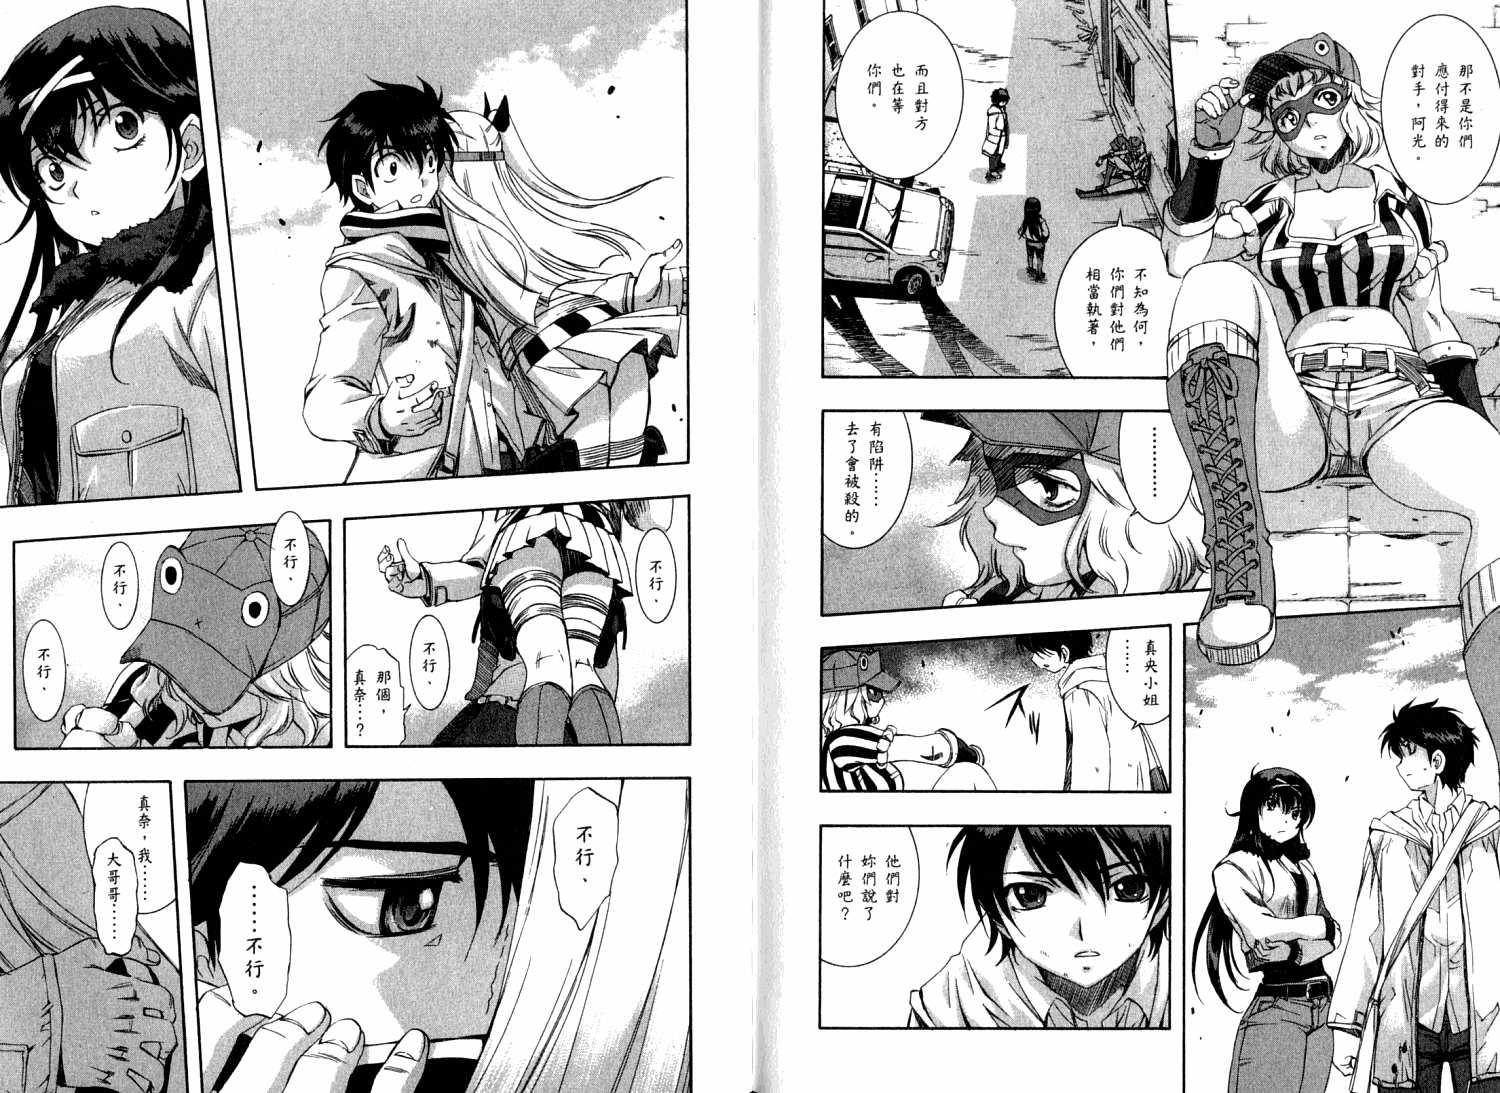 那不是你們
應付得來的
對手，阿光。
而且對方
也在等
你們。
不知為何，
你們對他們
相當執著，
………
有陷阱……
去了會被殺的。
真央小姐
……
他們對
妳們說了
什麼吧？
不行、
不行、
那個，
真奈…？
不行、
不行、
不行、
不行、
……不行。
真奈，我……
大哥哥……